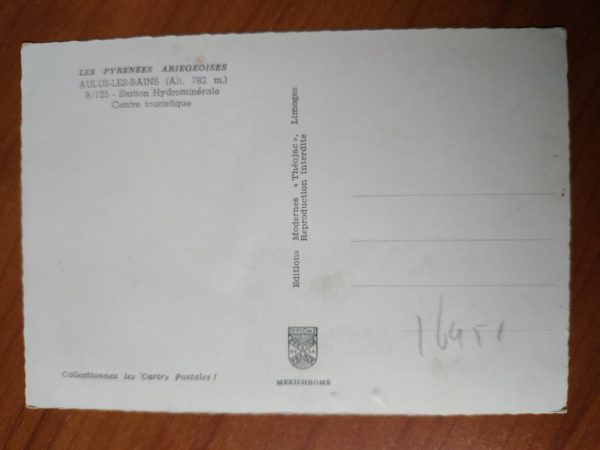 LES PYRENEES ARIEGEOISES
AULUS-LES-BAINS (Alt. 782 m.)
9/125 - Station Hydrominérale
Centre touristique
Editions Modernes « Théojac », Limoges
Reproduction interdite
MEXICHROME
Collectionnez les Cartes Postales !